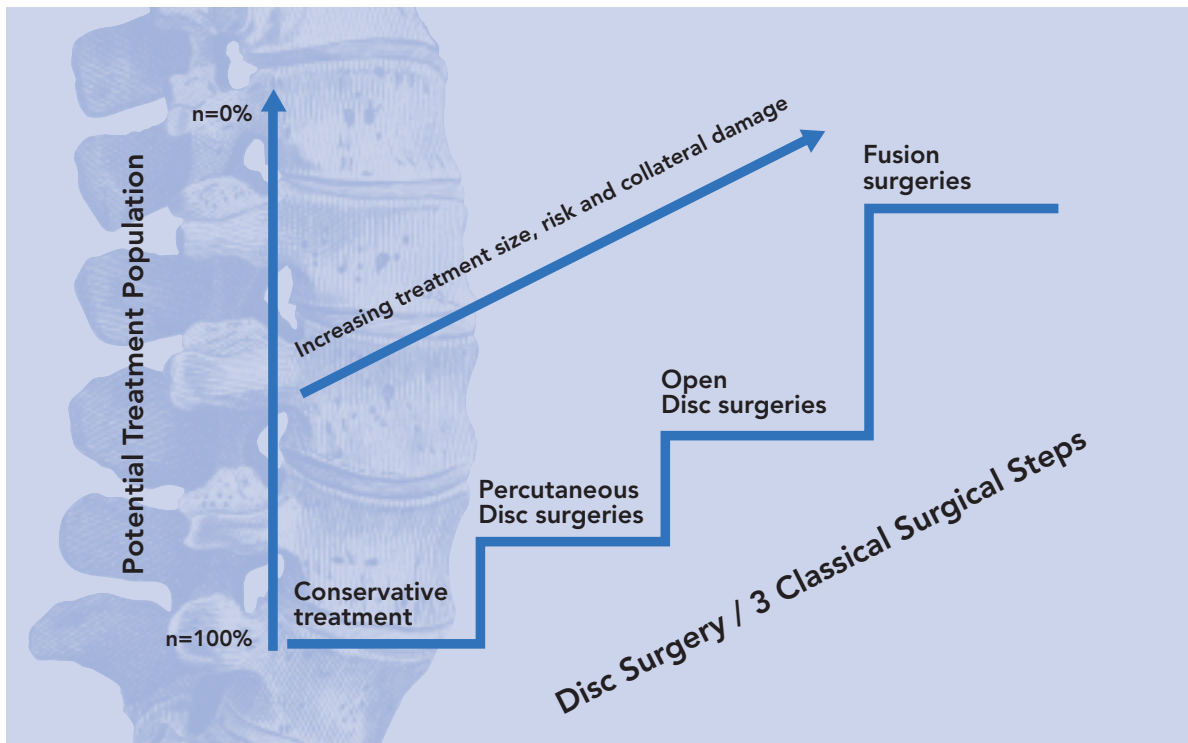 n=0%
Potential Treatment Population
n=100%
Increasing treatment size, risk and collateral damage
Fusion
surgeries
Open
Disc surgeries
Percutaneous
Disc surgeries
Conservative
treatment
Disc Surgery / 3 Classical Surgical Steps